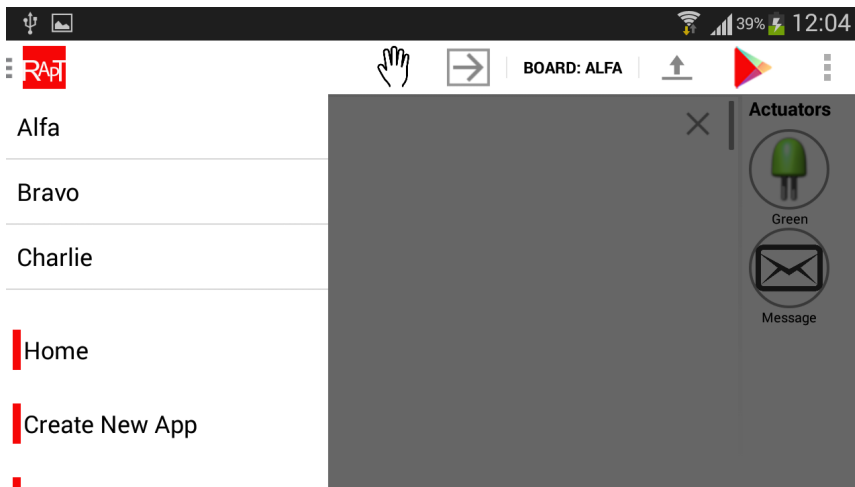 39% 12:04
RApT
BOARD: ALFA
Alfa
Bravo
Charlie
Home
Create New App
Actuators
Green
Message